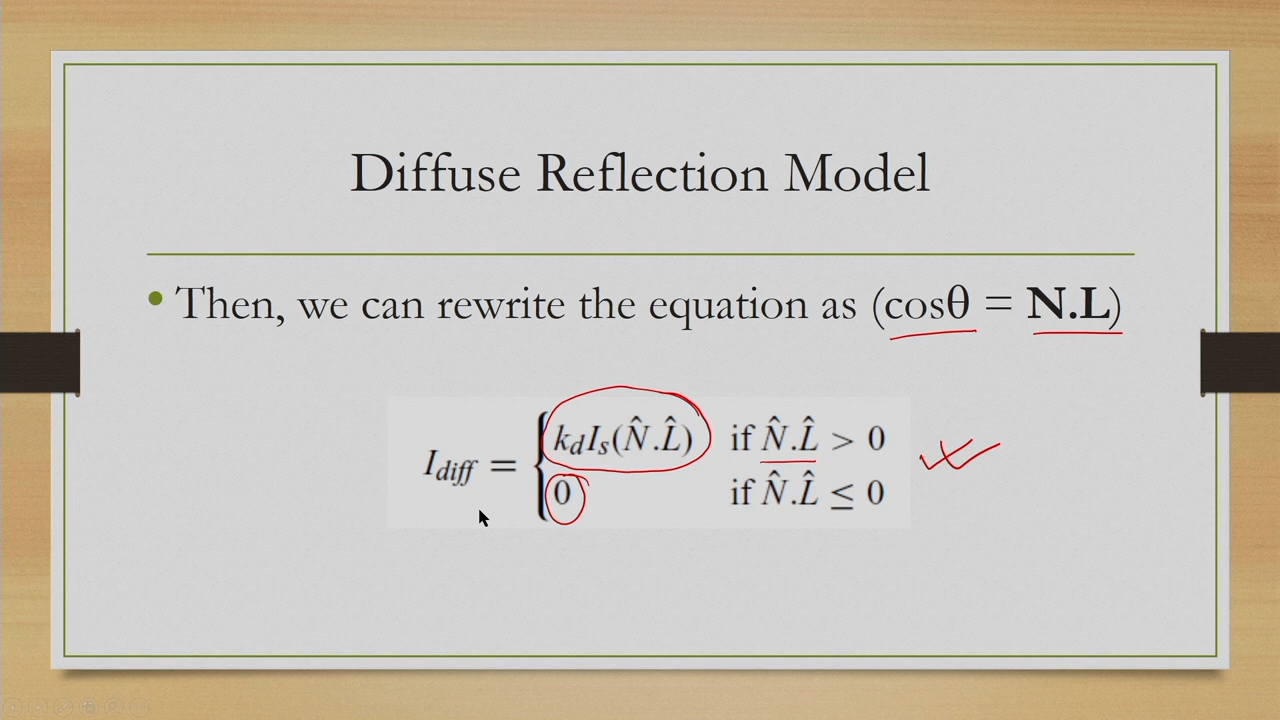 Diffuse Reflection Model
• Then, we can rewrite the equation as (cosθ = N.L)
I_diff = { k_d I_s(N̂.L̂) if N̂.L̂ > 0
0 if N̂.L̂ ≤ 0